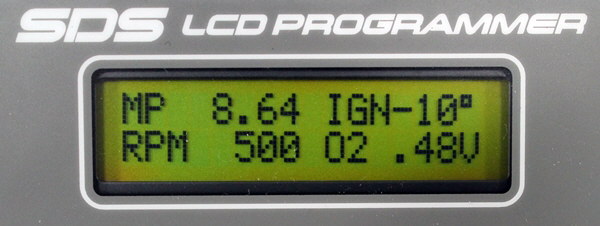 SDS LCD PROGRAMMER
MP 8.64 IGN-10°
RPM 500 O2 .48V